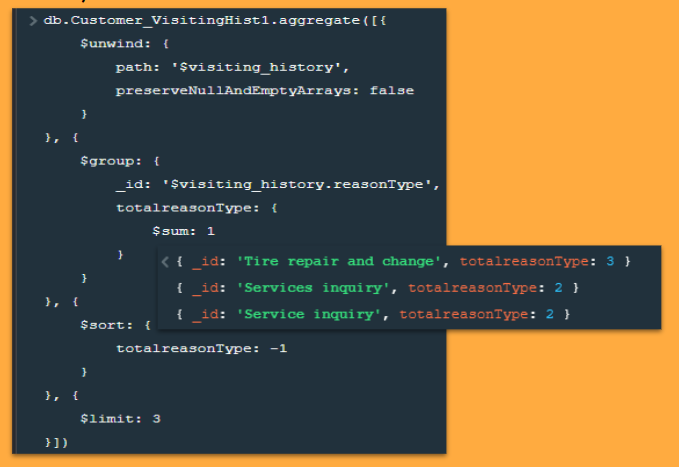 > db.Customer_VisitingHist1.aggregate([{
$unwind: {
path: '$visiting_history',
preserveNullAndEmptyArrays: false
}
}, {
$group: {
_id: '$visiting_history.reasonType',
totalreasonType: {
$sum: 1
}
}
}, {
$sort: {
totalreasonType: -1
}
}, {
$limit: 3
}])
< { _id: 'Tire repair and change', totalreasonType: 3 }
{ _id: 'Services inquiry', totalreasonType: 2 }
{ _id: 'Service inquiry', totalreasonType: 2 }